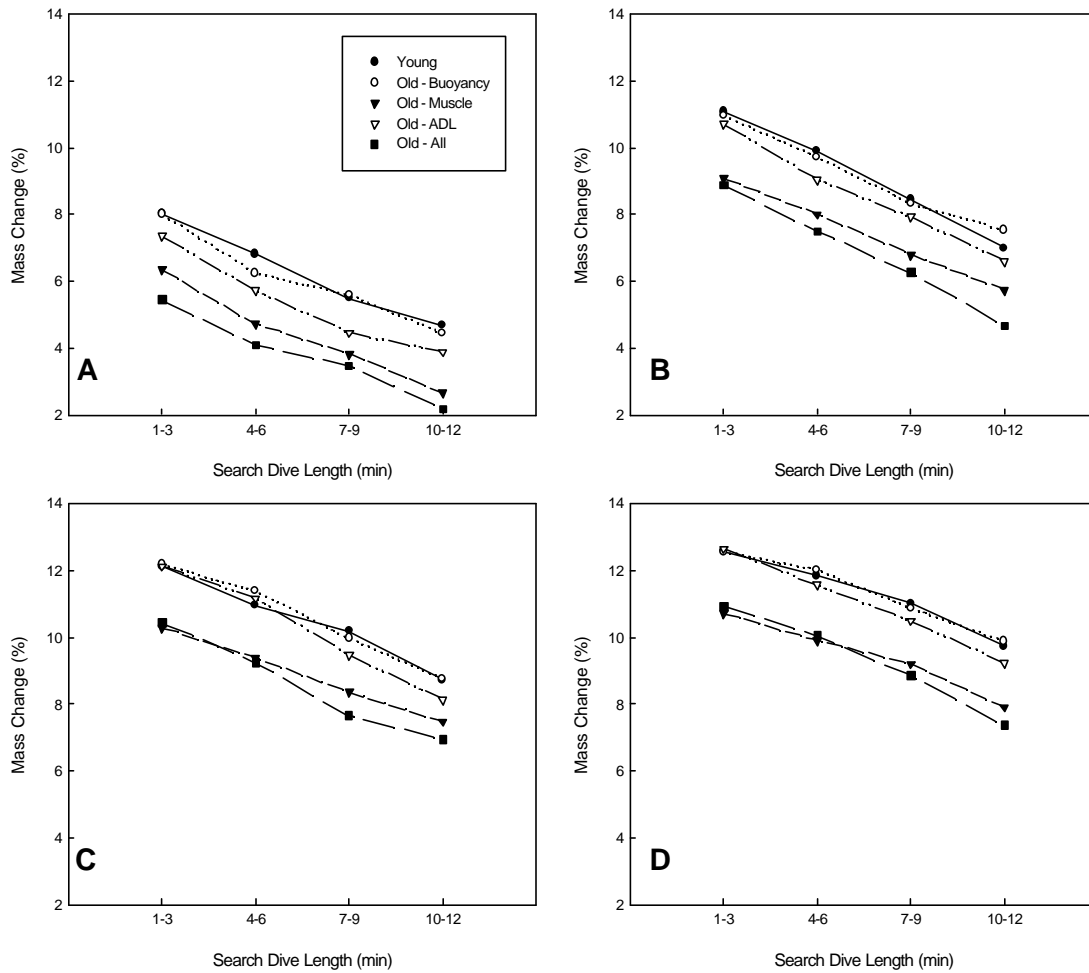 14
12
10
8
6
4
2
Mass Change (%)
Young
Old - Buoyancy
Old - Muscle
Old - ADL
Old - All
A
1-3 4-6 7-9 10-12
Search Dive Length (min)
14
12
10
8
6
4
2
Mass Change (%)
B
1-3 4-6 7-9 10-12
Search Dive Length (min)
14
12
10
8
6
4
2
Mass Change (%)
C
1-3 4-6 7-9 10-12
Search Dive Length (min)
14
12
10
8
6
4
2
Mass Change (%)
D
1-3 4-6 7-9 10-12
Search Dive Length (min)